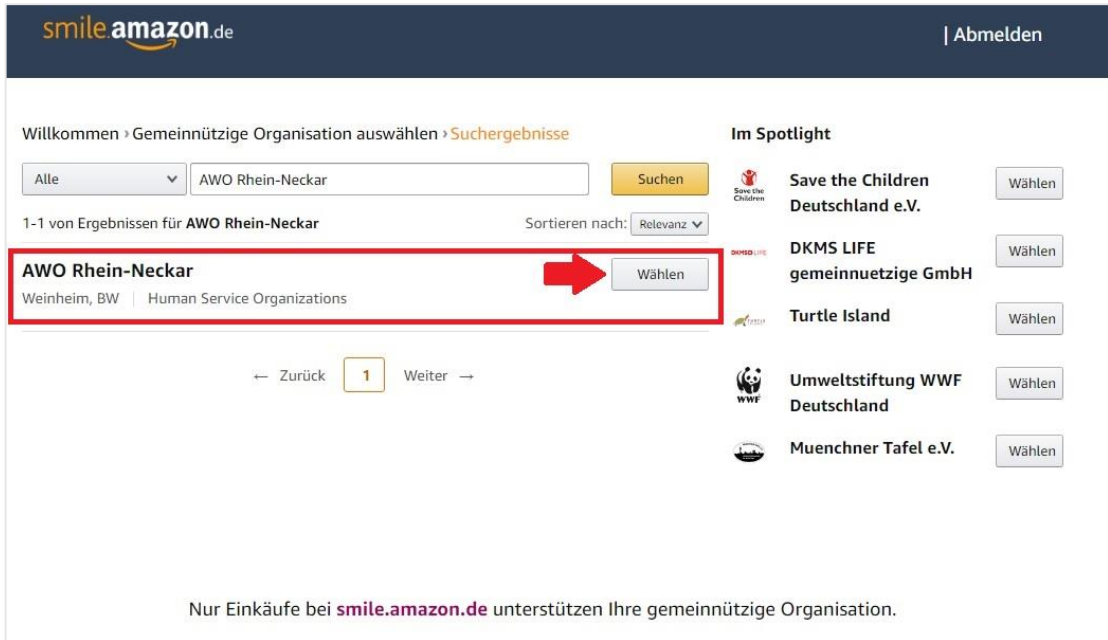 smile.amazon.de
| Abmelden
Willkommen › Gemeinnützige Organisation auswählen › Suchergebnisse
Alle
AWO Rhein-Neckar
Suchen
1-1 von Ergebnissen für AWO Rhein-Neckar
Sortieren nach: Relevanz
AWO Rhein-Neckar
Wählen
Weinheim, BW | Human Service Organizations
← Zurück 1 Weiter →
Im Spotlight
Save the
Children
Save the Children
Deutschland e.V.
Wählen
DKMS LIFE
gemeinnuetzige GmbH
Wählen
Turtle Island
Wählen
WWF
Umweltstiftung WWF
Deutschland
Wählen
Muenchner Tafel e.V.
Wählen
Nur Einkäufe bei smile.amazon.de unterstützen Ihre gemeinnützige Organisation.